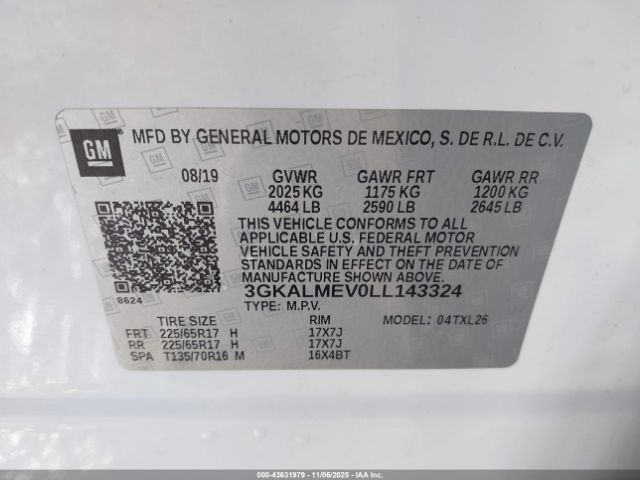 GM MFD BY GENERAL MOTORS DE MEXICO, S. DE R.L. DE C.V.
08/19 GVWR GAWR FRT GAWR RR
2025 KG 1175 KG 1200 KG
4464 LB 2590 LB 2645 LB
THIS VEHICLE CONFORMS TO ALL
APPLICABLE U.S. FEDERAL MOTOR
VEHICLE SAFETY AND THEFT PREVENTION
STANDARDS IN EFFECT ON THE DATE OF
MANUFACTURE SHOWN ABOVE.
8624 3GKALMEV0LL143324
TYPE: M.P.V.
TIRE SIZE RIM MODEL: 04TXL26
FRT 225/65R17 H 17X7J
RR 225/65R17 H 17X7J
SPA T135/70R16 M 16X4BT
000-43631979 - 11/06/2025 - IAAI.CA